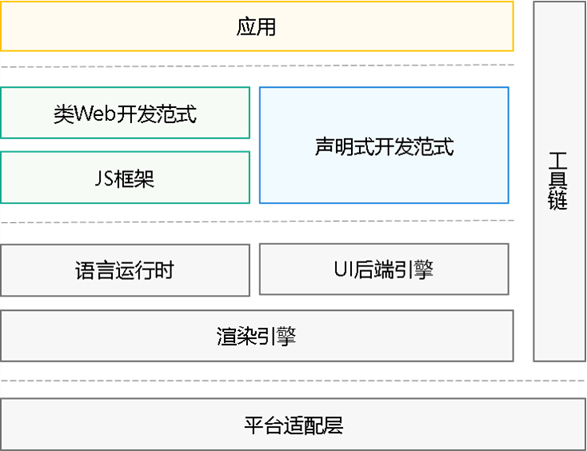 应用
类Web开发范式
声明式开发范式
JS框架
工具链
语言运行时
UI后端引擎
渲染引擎
平台适配层